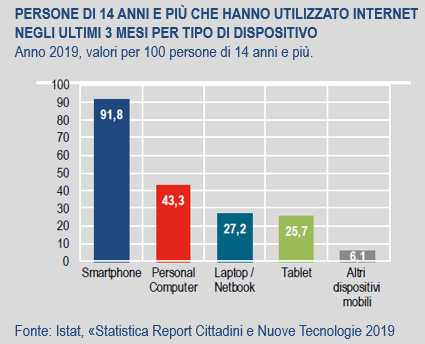 PERSONE DI 14 ANNI E PIÙ CHE HANNO UTILIZZATO INTERNET
NEGLI ULTIMI 3 MESI PER TIPO DI DISPOSITIVO
Anno 2019, valori per 100 persone di 14 anni e più.
100
90
80
70
60
50
40
30
20
10
0
91,8
43,3
27,2
25,7
6,1
Smartphone
Personal
Computer
Laptop /
Netbook
Tablet
Altri
dispositivi
mobili
Fonte: Istat, «Statistica Report Cittadini e Nuove Tecnologie 2019